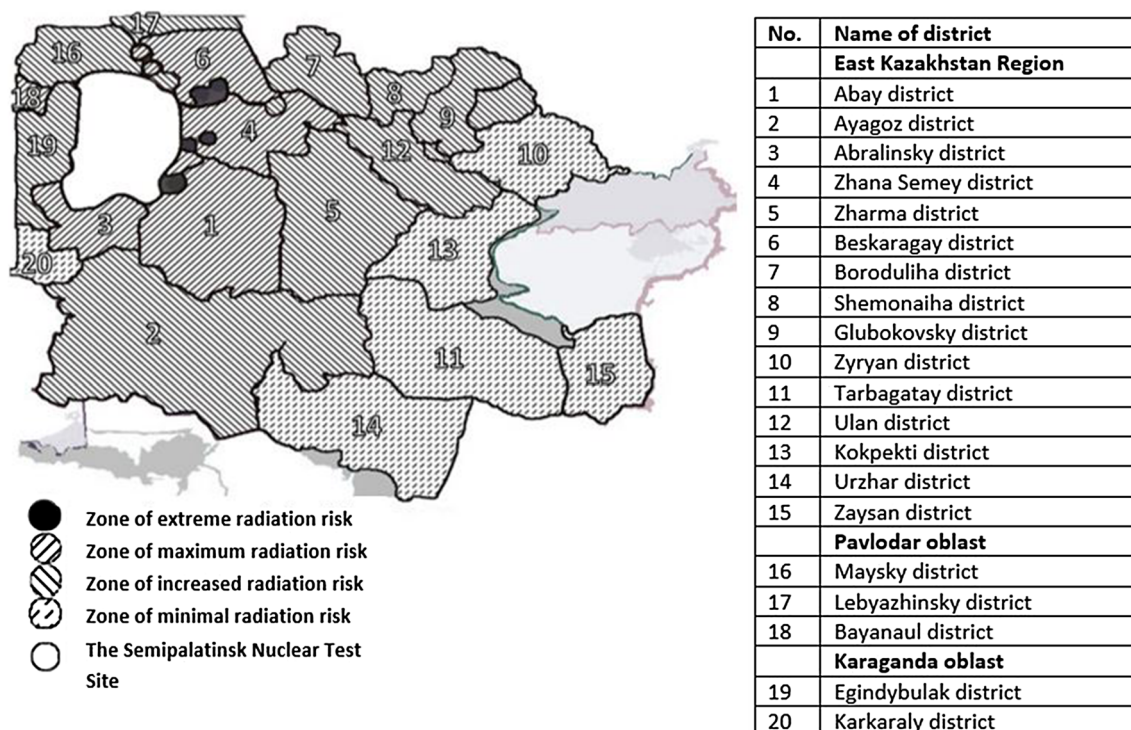 17
16
6
7
18
8
9
19
4
12
10
3
1
5
13
20
2
11
15
14
Zone of extreme radiation risk
Zone of maximum radiation risk
Zone of increased radiation risk
Zone of minimal radiation risk
The Semipalatinsk Nuclear Test
Site
No. Name of district
East Kazakhstan Region
1 Abay district
2 Ayagoz district
3 Abralinsky district
4 Zhana Semey district
5 Zharma district
6 Beskaragay district
7 Boroduliha district
8 Shemonaiha district
9 Glubokovsky district
10 Zyryan district
11 Tarbagatay district
12 Ulan district
13 Kokpekti district
14 Urzhar district
15 Zaysan district
Pavlodar oblast
16 Maysky district
17 Lebyazhinsky district
18 Bayanaul district
Karaganda oblast
19 Egindybulak district
20 Karkaraly district